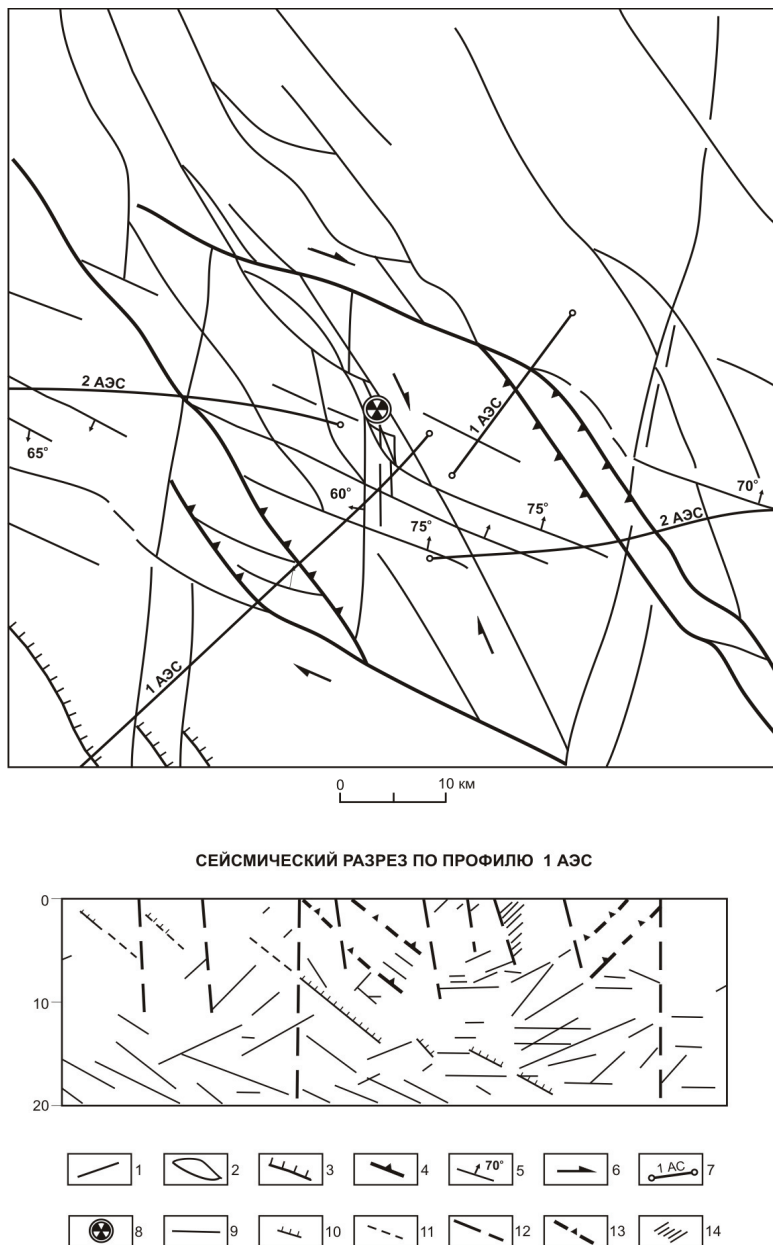 2 АЭС
1 АЭС
65°
60°
75°
75°
70°
2 АЭС
1 АЭС
0 10 км
СЕЙСМИЧЕСКИЙ РАЗРЕЗ ПО ПРОФИЛЮ 1 АЭС
0
10
20
1 2 3 4 70° 5 6 1 АС 7
8 9 10 11 12 13 14